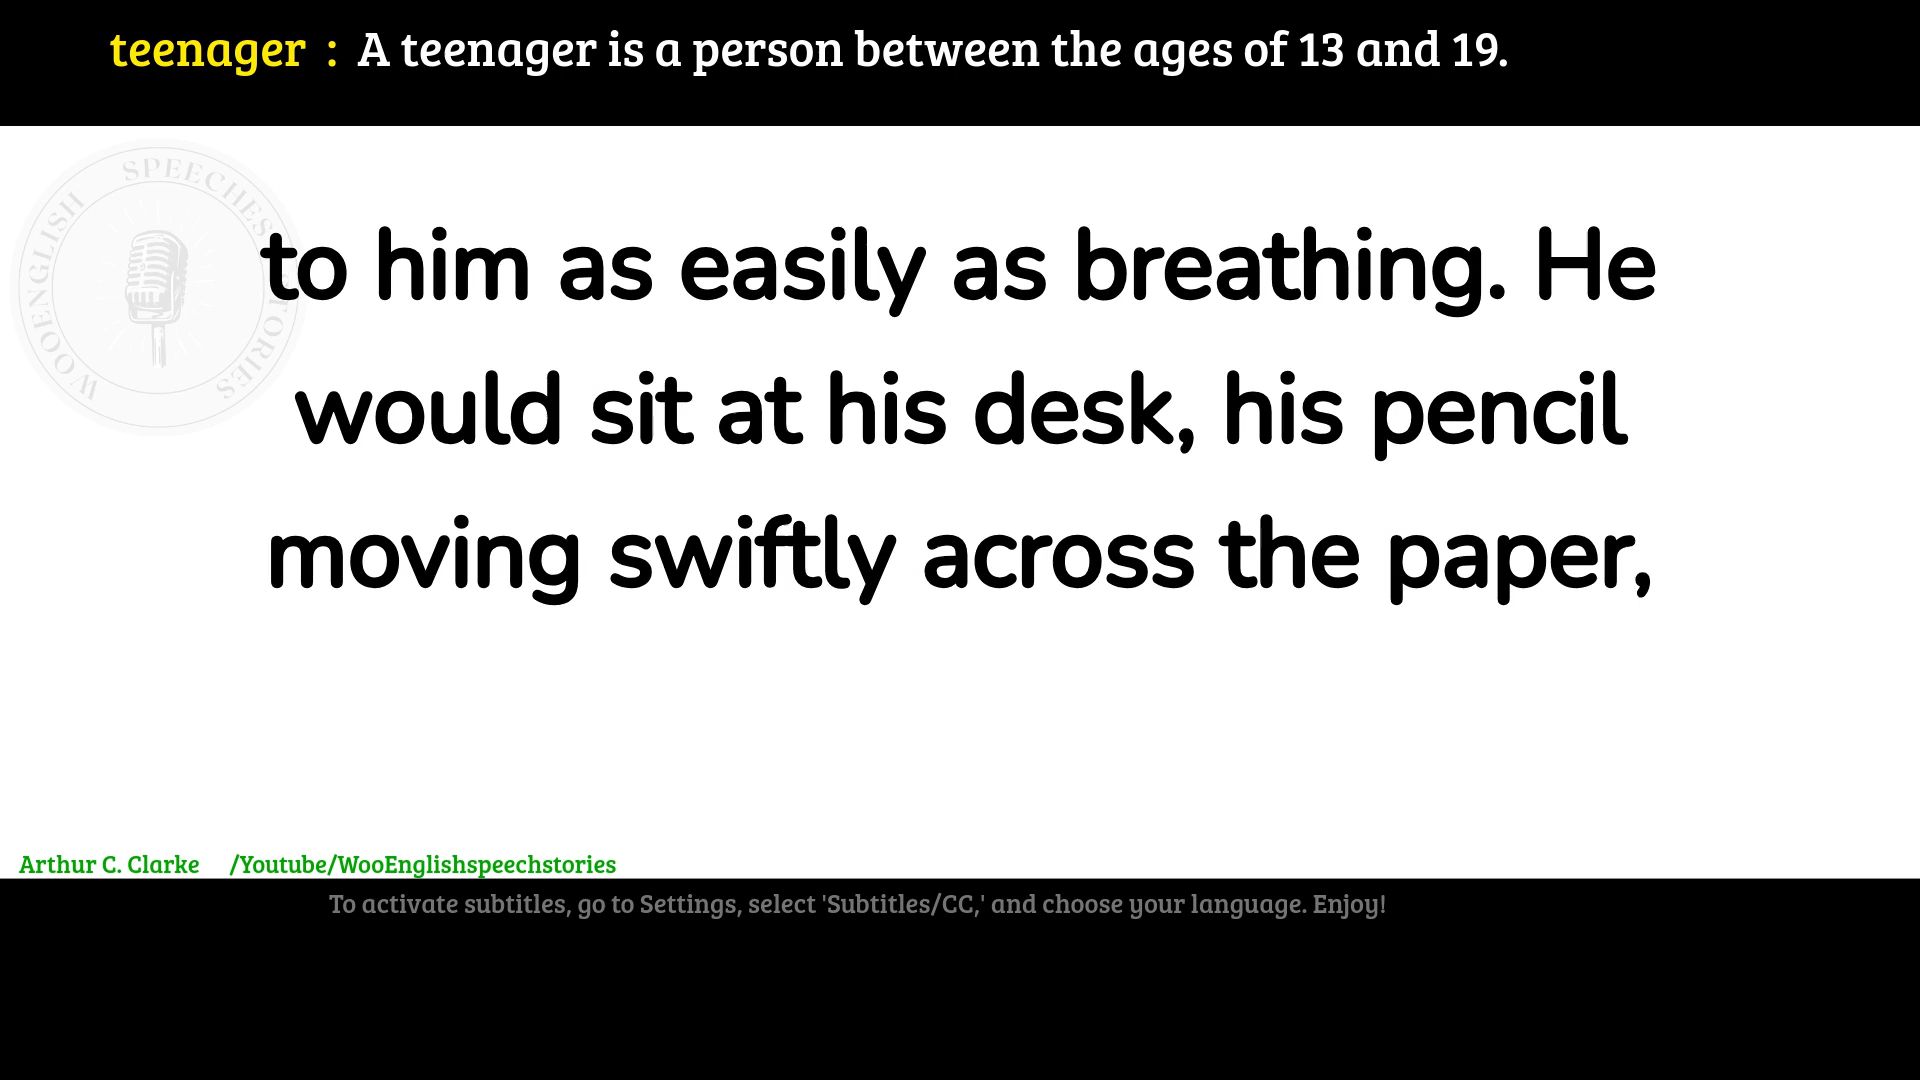 teenager : A teenager is a person between the ages of 13 and 19.
WOOENGLISH SPEECHES STORIES
to him as easily as breathing. He
would sit at his desk, his pencil
moving swiftly across the paper,
Arthur C. Clarke /Youtube/WooEnglishspeechstories
To activate subtitles, go to Settings, select 'Subtitles/CC,' and choose your language. Enjoy!